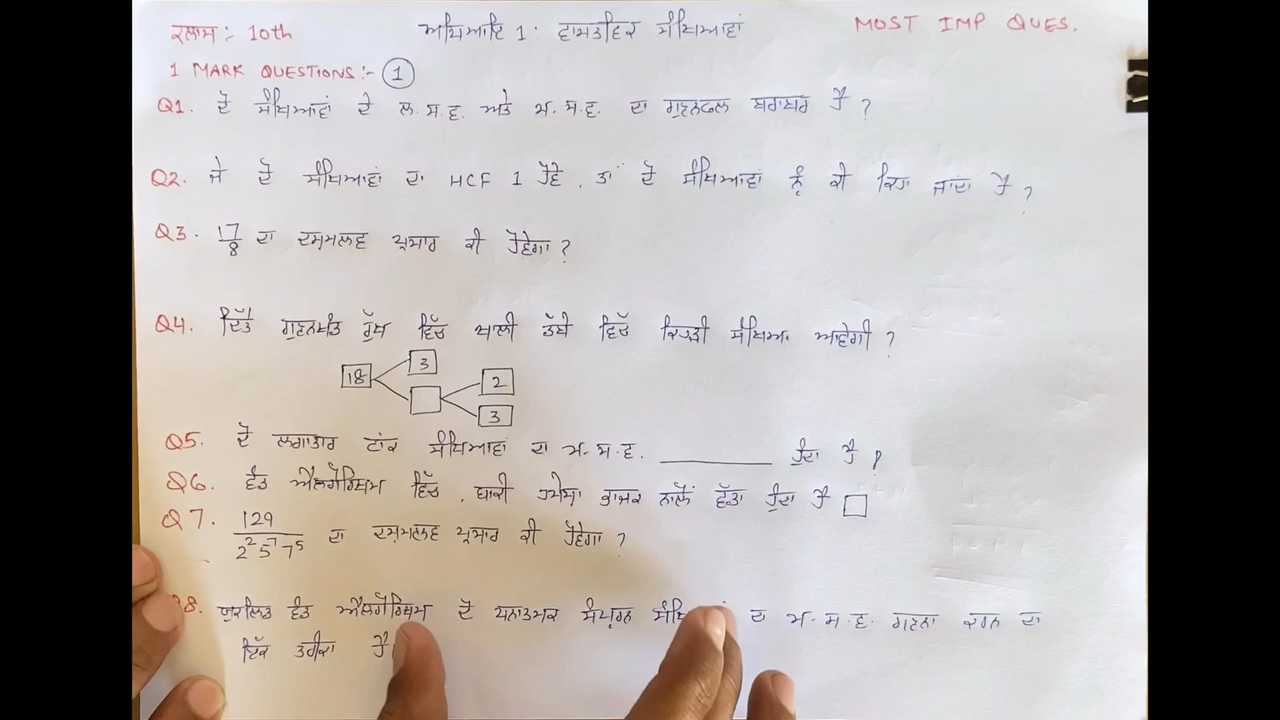 ਕਲਾਸ :- 10th ਅਧਿਆਇ 1: ਵਾਸਤਵਿਕ ਸੰਖਿਆਵਾਂ MOST IMP QUES.
1 MARK QUESTIONS :- 1
Q1. ਦੋ ਸੰਖਿਆਵਾਂ ਦੇ ਲ.ਸ.ਵ. ਅਤੇ ਮ.ਸ.ਵ. ਦਾ ਗੁਣਨਫਲ ਬਰਾਬਰ ਹੈ ?
Q2. ਜੇ ਦੋ ਸੰਖਿਆਵਾਂ ਦਾ HCF 1 ਹੋਵੇ , ਤਾਂ ਦੋ ਸੰਖਿਆਵਾਂ ਨੂੰ ਕੀ ਕਿਹਾ ਜਾਂਦਾ ਹੈ ?
Q3. 17/8 ਦਾ ਦਸ਼ਮਲਵ ਪ੍ਰਸਾਰ ਕੀ ਹੋਵੇਗਾ ?
Q4. ਦਿੱਤੇ ਗੁਣਨਖੰਡ ਰੁੱਖ ਵਿੱਚ ਖਾਲੀ ਡੱਬੇ ਵਿੱਚ ਕਿਹੜੀ ਸੰਖਿਆ ਆਵੇਗੀ ?
3
18
2
3
Q5. ਦੋ ਲਗਾਤਾਰ ਟਾਂਕ ਸੰਖਿਆਵਾਂ ਦਾ ਮ.ਸ.ਵ. ________ ਹੁੰਦਾ ਹੈ ?
Q6. ਵੰਡ ਐਲਗੋਰਿਥਮ ਵਿੱਚ , ਬਾਕੀ ਹਮੇਸ਼ਾ ਭਾਜਕ ਨਾਲੋਂ ਵੱਡਾ ਹੁੰਦਾ ਹੈ
Q7. 129/2²5⁷7⁵ ਦਾ ਦਸ਼ਮਲਵ ਪ੍ਰਸਾਰ ਕੀ ਹੋਵੇਗਾ ?
8. ਯੂਕਲਿਡ ਵੰਡ ਐਲਗੋਰਿਥਮ ਦੋ ਧਨਾਤਮਕ ਸੰਪੂਰਨ ਦਾ ਮ.ਸ.ਵ. ਗਣਨਾ ਕਰਨ ਦਾ
ਇੱਕ ਤਰੀਕਾ ਹੈ